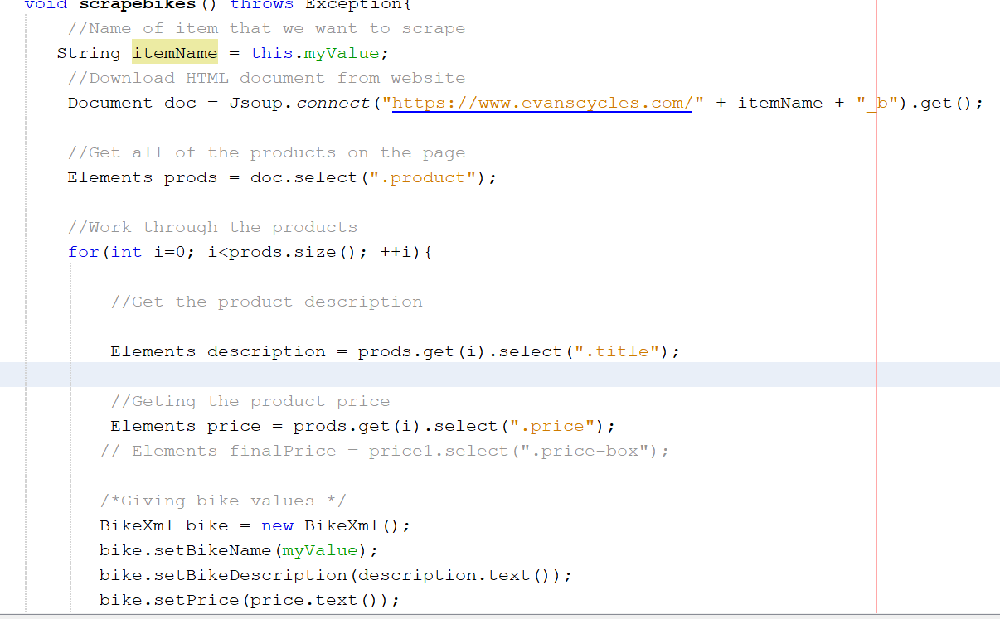 void scrapebikes() throws Exception{
//Name of item that we want to scrape
String itemName = this.myValue;
//Download HTML document from website
Document doc = Jsoup.connect("https://www.evanscycles.com/" + itemName + "_b").get();
//Get all of the products on the page
Elements prods = doc.select(".product");
//Work through the products
for(int i=0; i<prods.size(); ++i){
//Get the product description
Elements description = prods.get(i).select(".title");
//Geting the product price
Elements price = prods.get(i).select(".price");
// Elements finalPrice = price1.select(".price-box");
/*Giving bike values */
BikeXml bike = new BikeXml();
bike.setBikeName(myValue);
bike.setBikeDescription(description.text());
bike.setPrice(price.text());